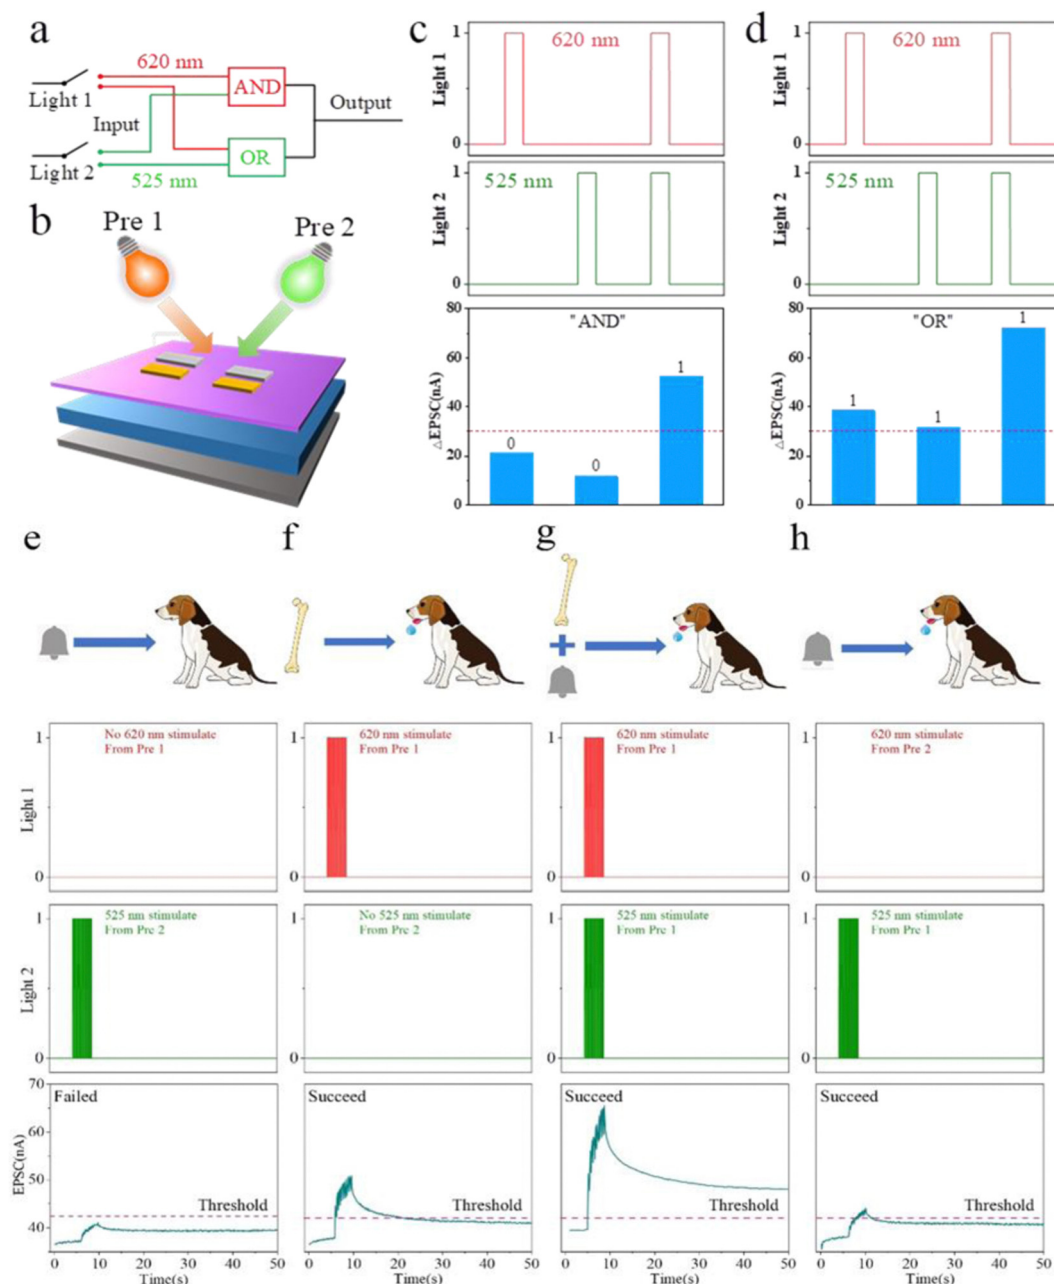 a
620 nm
Light 1
AND
Output
Input
OR
Light 2
525 nm
b
Pre 1
Pre 2
c
1
620 nm
Light 1
0
1
525 nm
Light 2
0
80
"AND"
1
60
△EPSC(nA)
40
0
20
0
0
d
1
620 nm
Light 1
0
1
525 nm
Light 2
0
80
"OR"
1
60
△EPSC(nA)
1
40
1
20
0
e
f
g
h
1
No 620 nm stimulate
From Pre 1
Light 1
0
1
620 nm stimulate
From Pre 1
0
1
620 nm stimulate
From Pre 1
0
1
620 nm stimulate
From Pre 2
0
1
525 nm stimulate
From Pre 2
Light 2
0
1
No 525 nm stimulate
From Pre 2
0
1
525 nm stimulate
From Pre 1
0
1
525 nm stimulate
From Pre 1
0
70
Failed
60
EPSC(nA)
50
Threshold
40
0 10 20 30 40 50
Time(s)
Succeed
Threshold
0 10 20 30 40 50
Time(s)
Succeed
Threshold
0 10 20 30 40 50
Time(s)
Succeed
Threshold
0 10 20 30 40 50
Time(s)